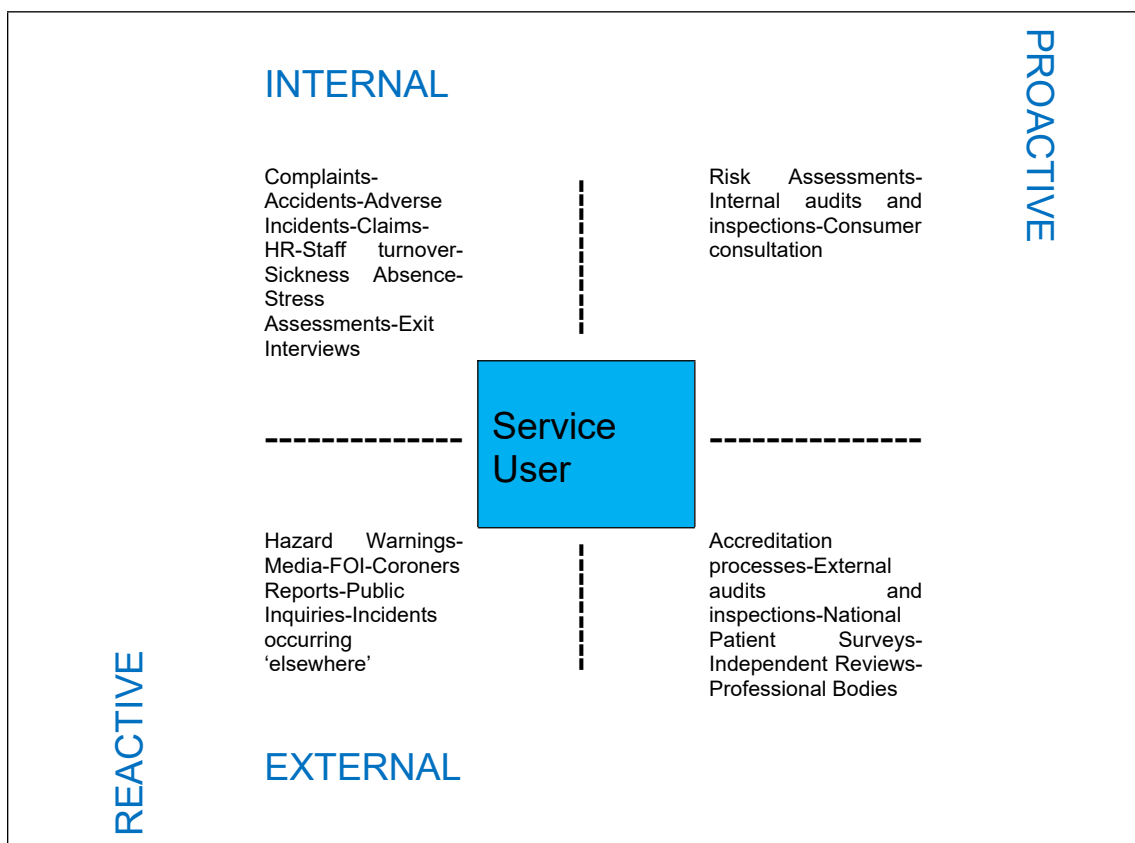 INTERNAL
PROACTIVE
Complaints-
Accidents-Adverse
Incidents-Claims-
HR-Staff turnover-
Sickness Absence-
Stress
Assessments-Exit
Interviews
Risk Assessments-
Internal audits and
inspections-Consumer
consultation
Service
User
Hazard Warnings-
Media-FOI-Coroners
Reports-Public
Inquiries-Incidents
occurring
‘elsewhere’
Accreditation
processes-External
audits and
inspections-National
Patient Surveys-
Independent Reviews-
Professional Bodies
REACTIVE
EXTERNAL